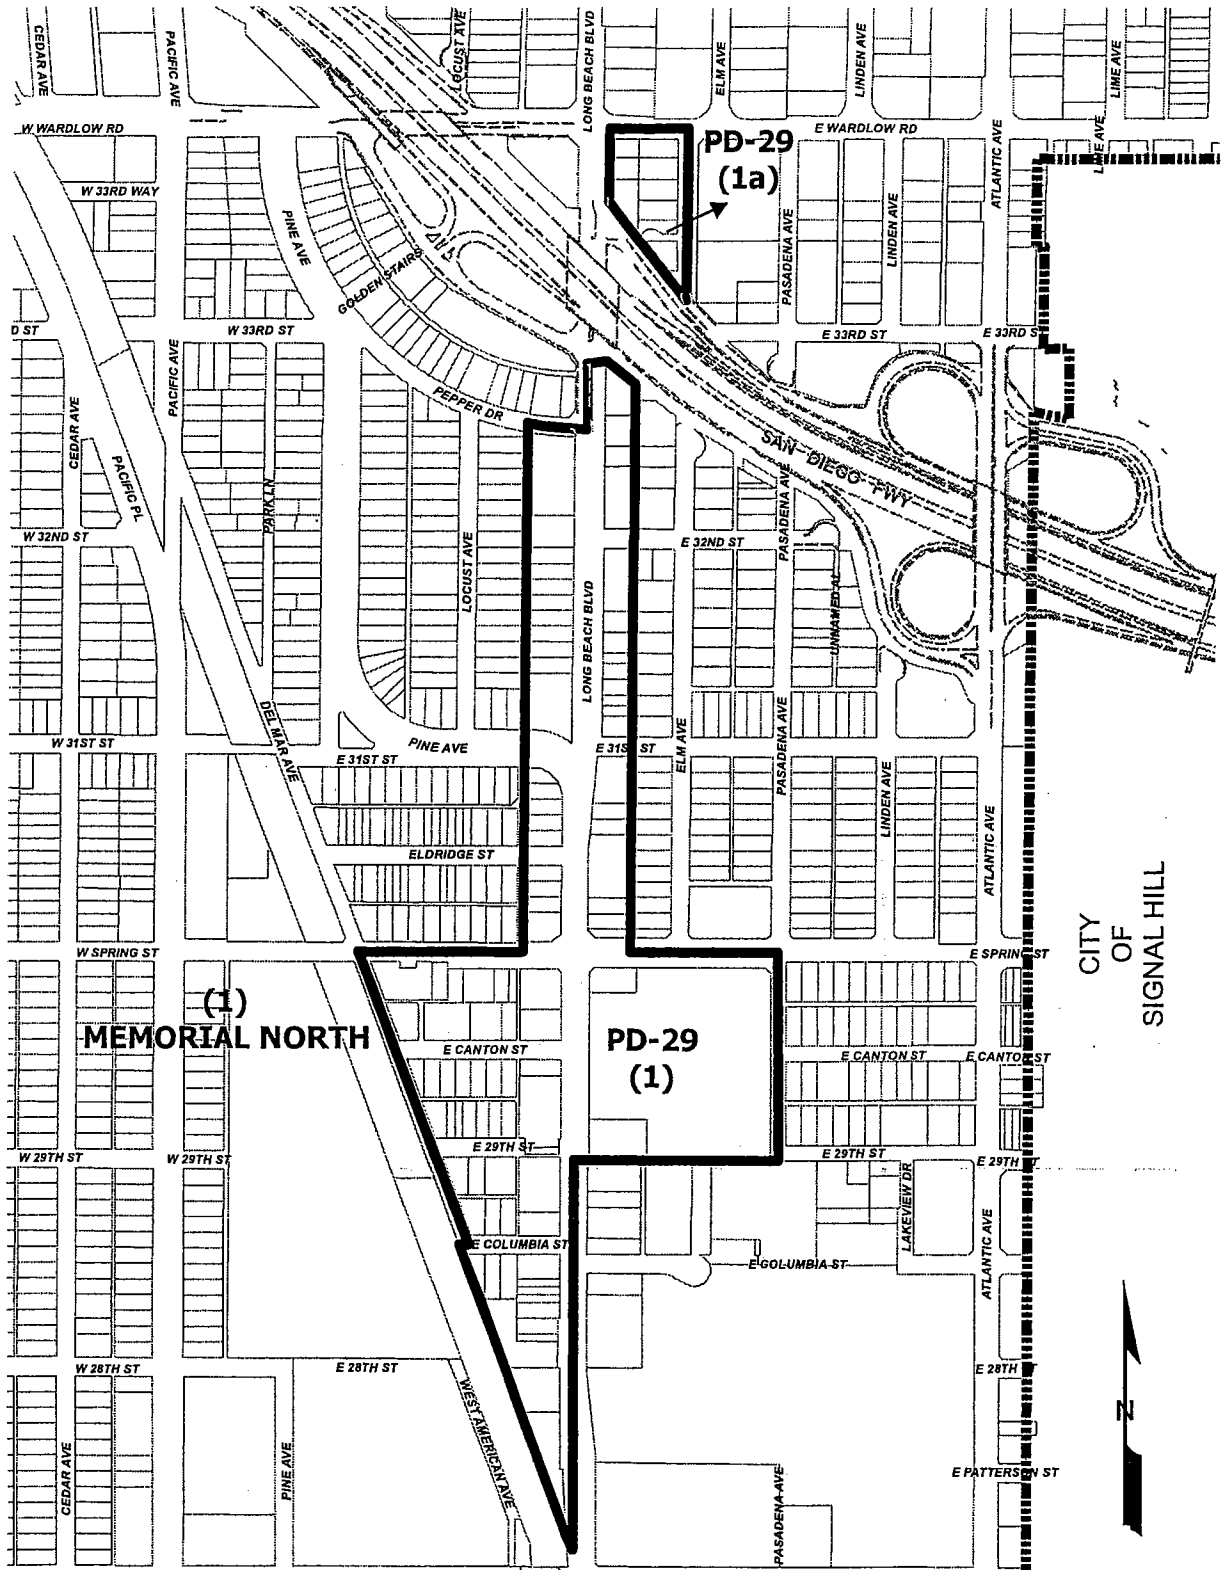 CEDAR AVE
PACIFIC AVE
LOCUST AVE
LONG BEACH BLVD
ELM AVE
LINDEN AVE
LIME AVE
W WARDLOW RD
E WARDLOW RD
PD-29
(1a)
ATLANTIC AVE
LIME AVE
W 33RD WAY
PINE AVE
GOLDEN STAIRS
PASADENA AVE
LINDEN AVE
D ST
W 33RD ST
E 33RD ST
E 33RD ST
PACIFIC AVE
CEDAR AVE
PEPPER DR
PACIFIC PL
PARK LN
SAN DIEGO FWY
PASADENA AVE
W 32ND ST
E 32ND ST
LOCUST AVE
LONG BEACH BLVD
UNNAMED AL
DEL MAR AVE
W 31ST ST
PINE AVE
E 31ST ST
E 31ST ST
ELM AVE
PASADENA AVE
LINDEN AVE
ATLANTIC AVE
ELDRIDGE ST
CITY
OF
SIGNAL HILL
W SPRING ST
E SPRING ST
(1)
MEMORIAL NORTH
PD-29
(1)
E CANTON ST
E CANTON ST
E CANTON ST
W 29TH ST
W 29TH ST
E 29TH ST
E 29TH ST
E 29TH ST
LAKEVIEW DR
ATLANTIC AVE
E COLUMBIA ST
E COLUMBIA ST
W 28TH ST
E 28TH ST
E 28TH ST
WEST AMERICAN AVE
N
CEDAR AVE
PINE AVE
PASADENA AVE
E PATTERSON ST